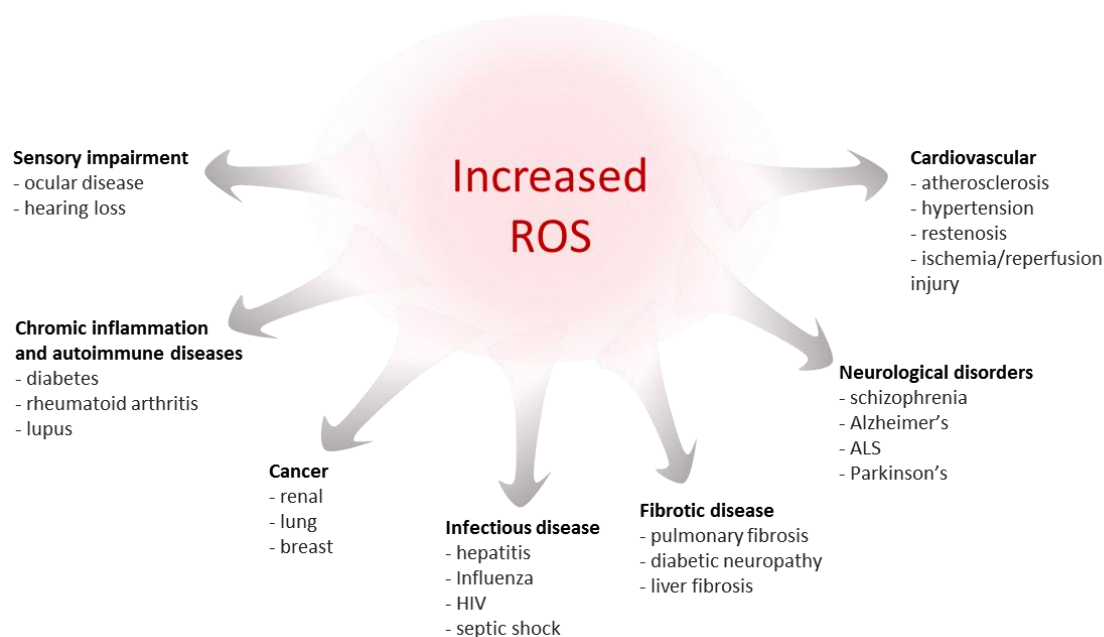 Increased
ROS
Sensory impairment
- ocular disease
- hearing loss
Chromic inflammation
and autoimmune diseases
- diabetes
- rheumatoid arthritis
- lupus
Cancer
- renal
- lung
- breast
Infectious disease
- hepatitis
- Influenza
- HIV
- septic shock
Fibrotic disease
- pulmonary fibrosis
- diabetic neuropathy
- liver fibrosis
Neurological disorders
- schizophrenia
- Alzheimer’s
- ALS
- Parkinson’s
Cardiovascular
- atherosclerosis
- hypertension
- restenosis
- ischemia/reperfusion
injury